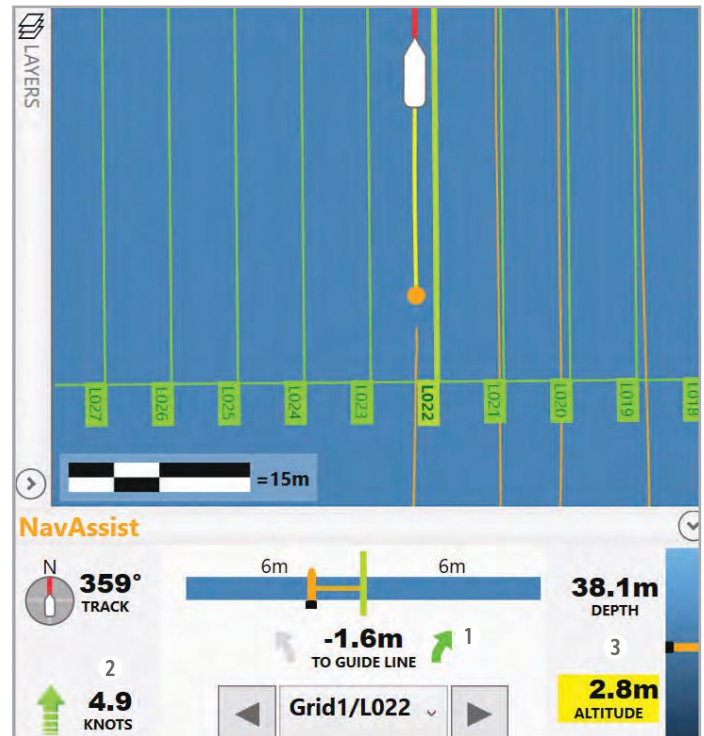 LAYERS
L027
L026
L025
L024
L023
L022
L021
L020
L019
L018
=15m
NavAssist
N
359°
TRACK
6m
6m
38.1m
DEPTH
-1.6m
TO GUIDE LINE
1
2
3
4.9
KNOTS
Grid1/L022
2.8m
ALTITUDE